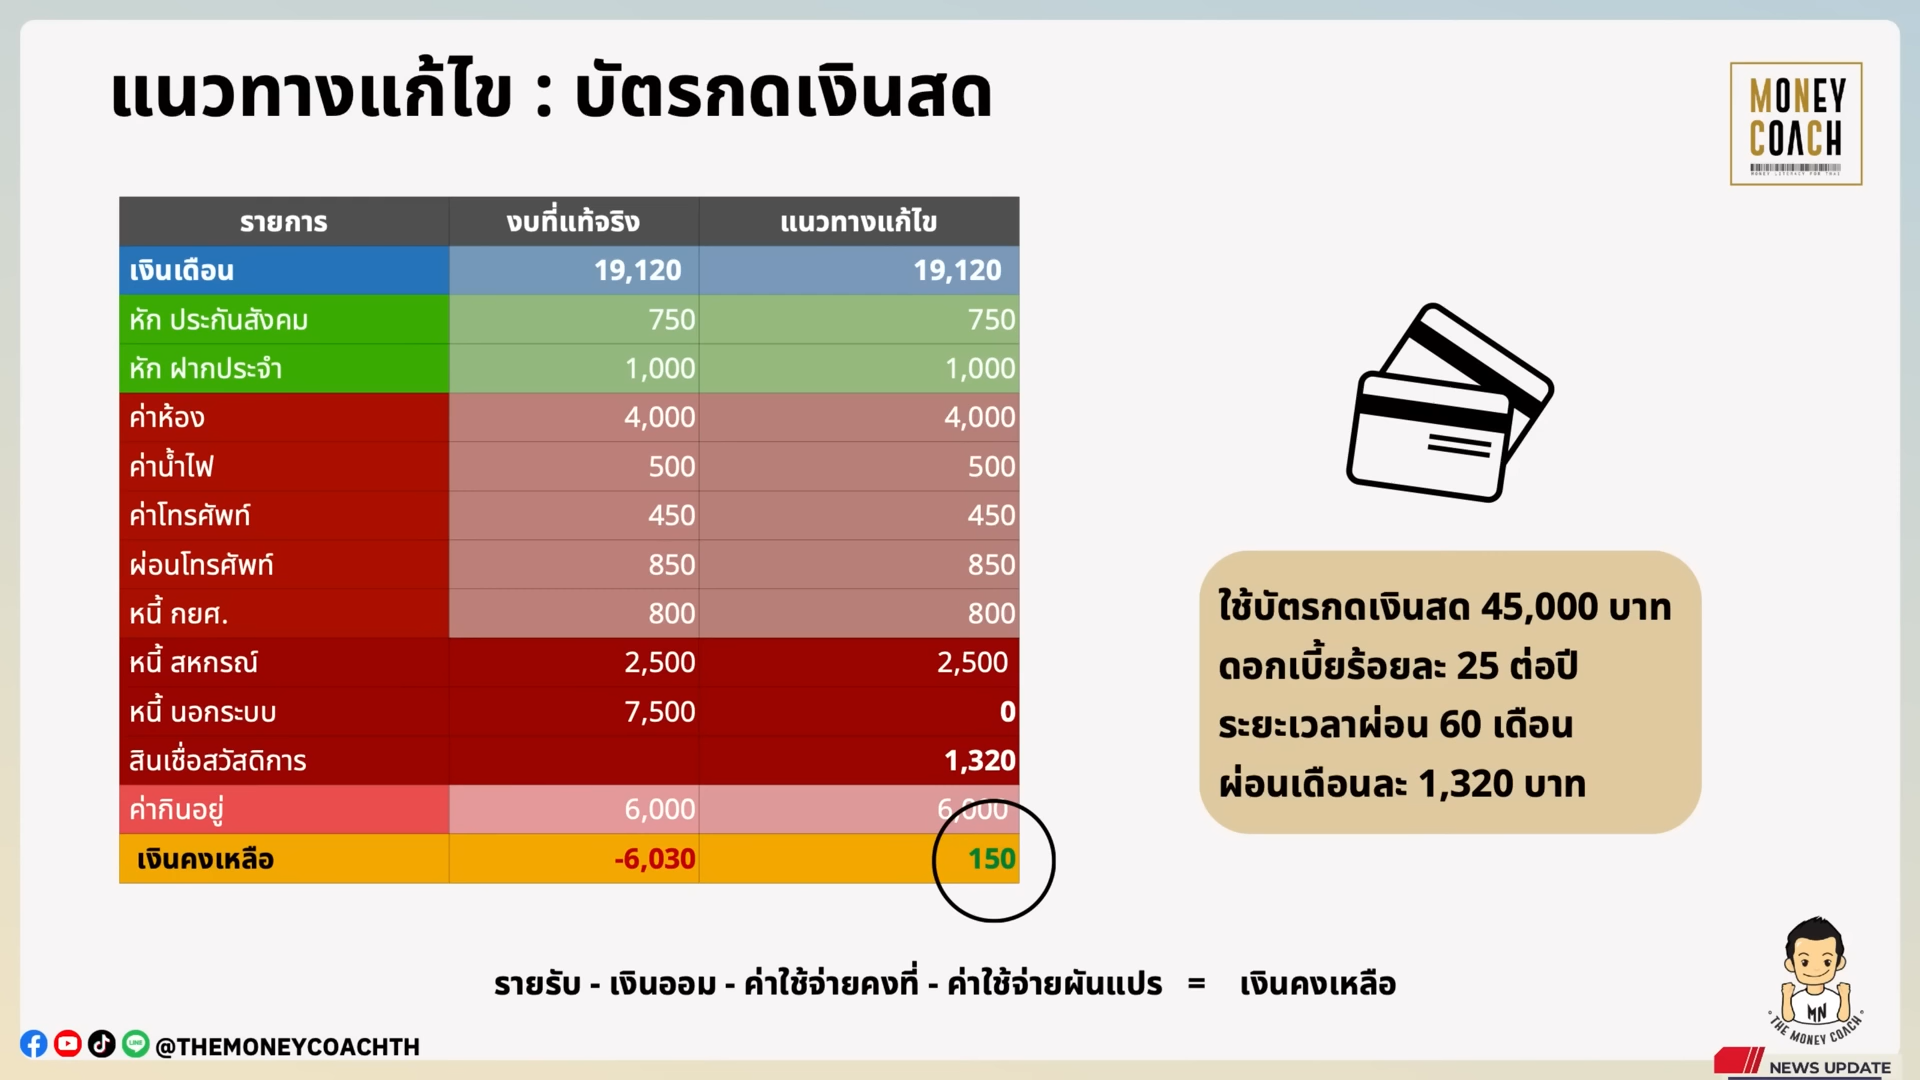 แนวทางแก้ไข : บัตรกดเงินสด
MONEY
COACH
MONEY LITERACY FOR THAI
รายการ งบที่แท้จริง แนวทางแก้ไข
เงินเดือน 19,120 19,120
หัก ประกันสังคม 750 750
หัก ฝากประจำ 1,000 1,000
ค่าห้อง 4,000 4,000
ค่าน้ำไฟ 500 500
ค่าโทรศัพท์ 450 450
ผ่อนโทรศัพท์ 850 850
หนี้ กยศ. 800 800
หนี้ สหกรณ์ 2,500 2,500
หนี้ นอกระบบ 7,500 0
สินเชื่อสวัสดิการ 1,320
ค่ากินอยู่ 6,000 6,000
เงินคงเหลือ -6,030 150
ใช้บัตรกดเงินสด 45,000 บาท
ดอกเบี้ยร้อยละ 25 ต่อปี
ระยะเวลาผ่อน 60 เดือน
ผ่อนเดือนละ 1,320 บาท
รายรับ - เงินออม - ค่าใช้จ่ายคงที่ - ค่าใช้จ่ายผันแปร = เงินคงเหลือ
MN
THE MONEY COACH
LINE
@THEMONEYCOACHTH
NEWS UPDATE